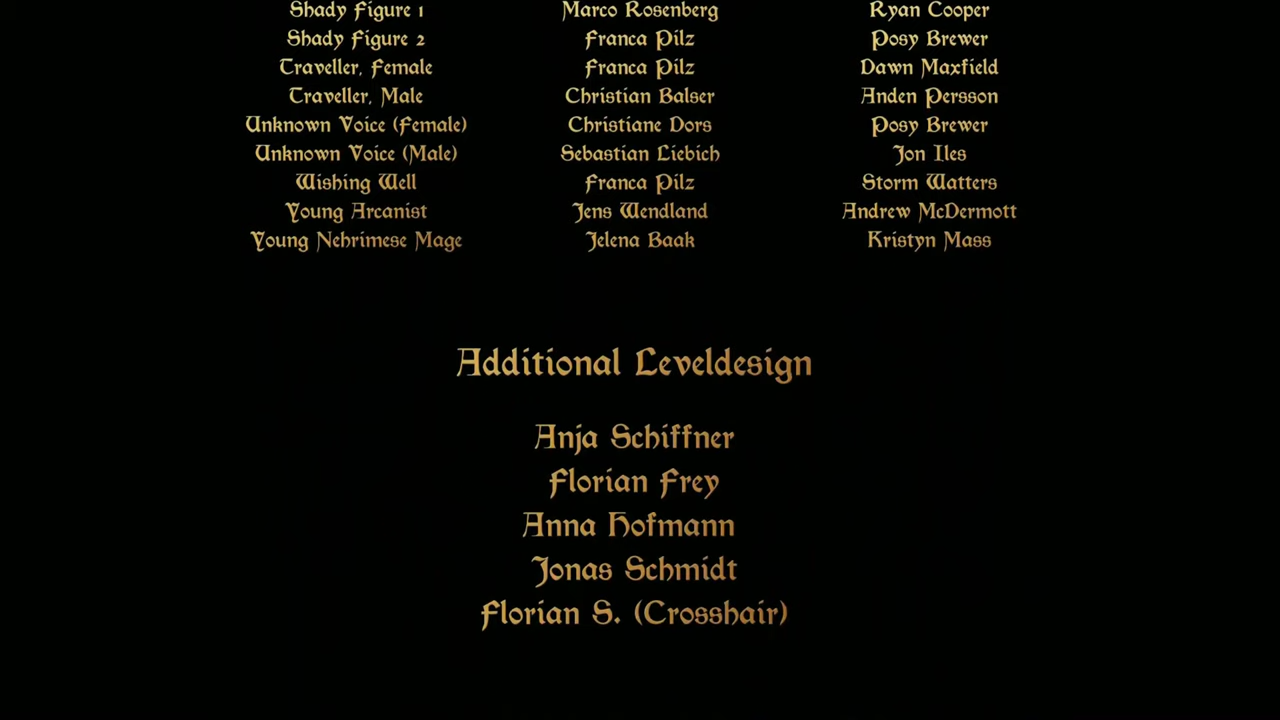 Shady Figure 1 Marco Rosenberg Ryan Cooper
Shady Figure 2 Franca Pilz Posy Brewer
Traveller, Female Franca Pilz Dawn Maxfield
Traveller, Male Christian Balser Anden Persson
Unknown Voice (Female) Christiane Dors Posy Brewer
Unknown Voice (Male) Sebastian Liebich Jon Iles
Wishing Well Franca Pilz Storm Watters
Young Arcanist Jens Wendland Andrew McDermott
Young Nehrimese Mage Jelena Baak Kristyn Mass
Additional Leveldesign
Anja Schiffner
Florian Frey
Anna Hofmann
Jonas Schmidt
Florian S. (Crosshair)